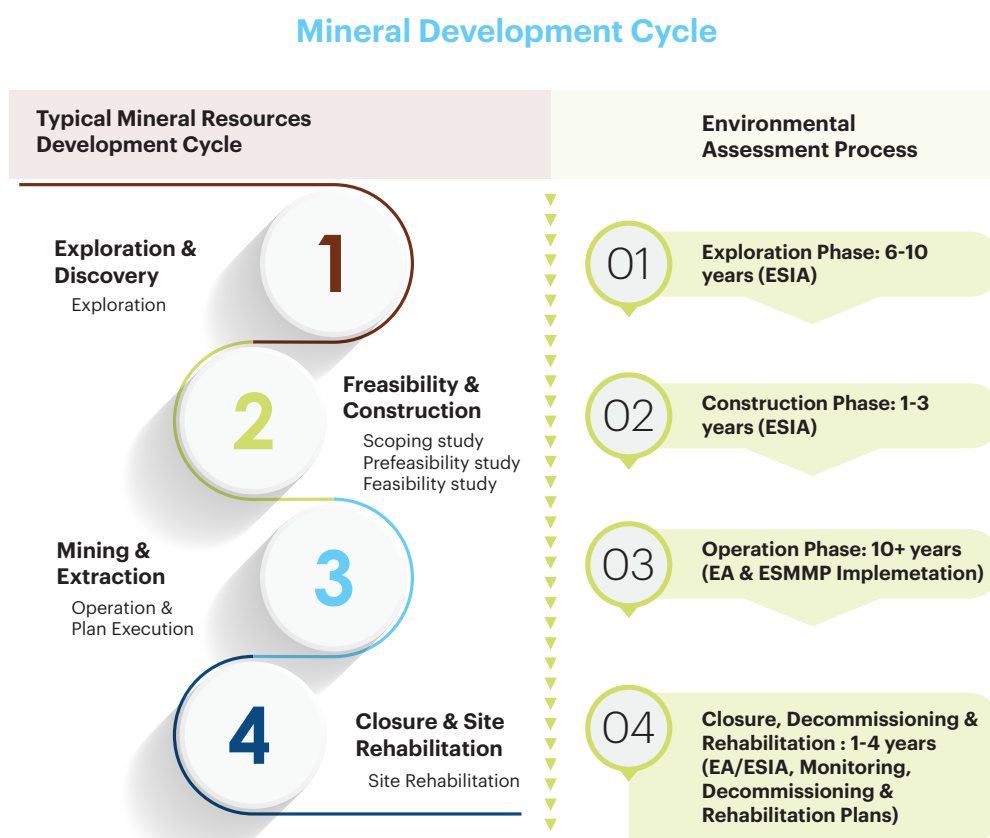 Mineral Development Cycle
Typical Mineral Resources
Development Cycle
Environmental
Assessment Process
1
Exploration &
Discovery
Exploration
2
Freasibility &
Construction
Scoping study
Prefeasibility study
Feasibility study
3
Mining &
Extraction
Operation &
Plan Execution
4
Closure & Site
Rehabilitation
Site Rehabilitation
01
Exploration Phase: 6-10
years (ESIA)
02
Construction Phase: 1-3
years (ESIA)
03
Operation Phase: 10+ years
(EA & ESMMP Implemetation)
04
Closure, Decommissioning &
Rehabilitation : 1-4 years
(EA/ESIA, Monitoring,
Decommissioning &
Rehabilitation Plans)